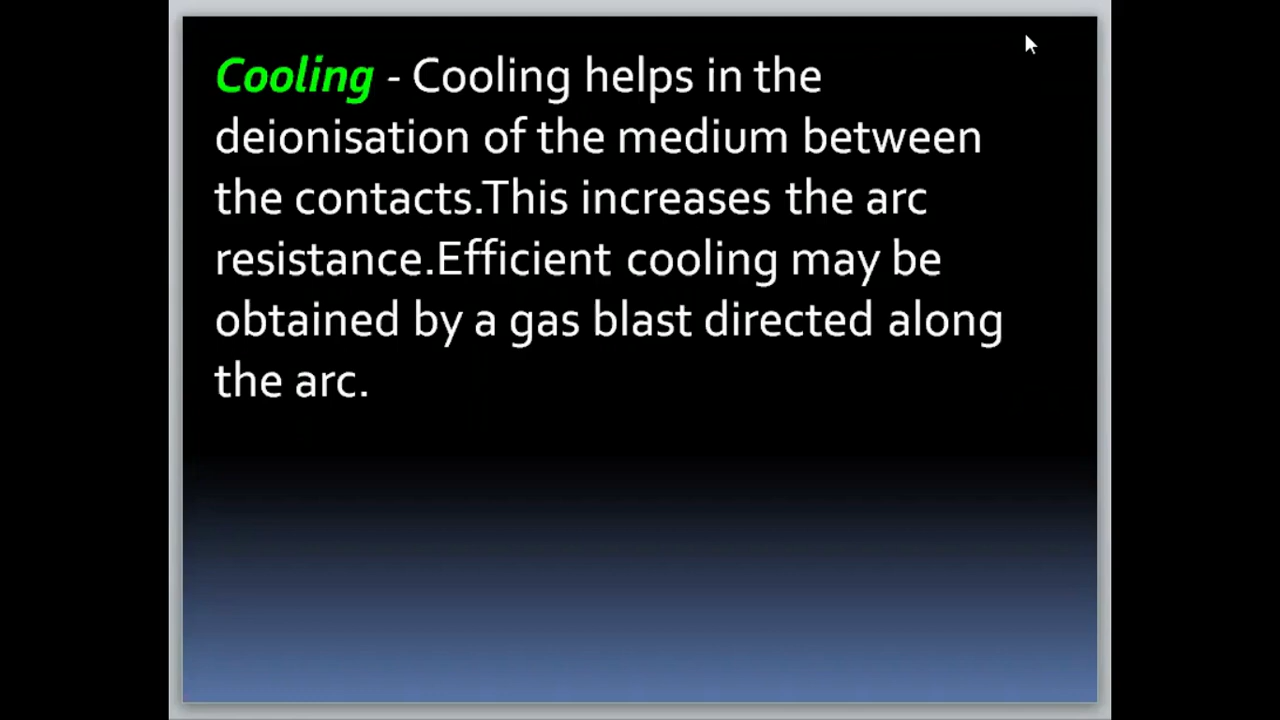 Cooling - Cooling helps in the
deionisation of the medium between
the contacts.This increases the arc
resistance.Efficient cooling may be
obtained by a gas blast directed along
the arc.